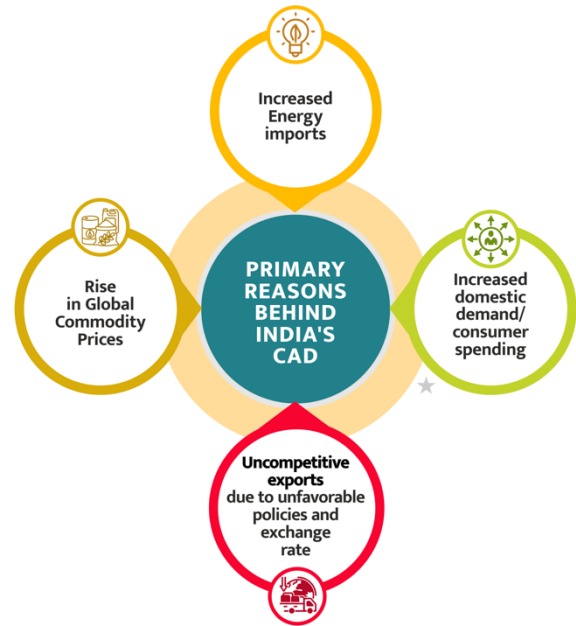 Increased
Energy
imports
Rise
in Global
Commodity
Prices
PRIMARY
REASONS
BEHIND
INDIA'S
CAD
Increased
domestic
demand/
consumer
spending
Uncompetitive
exports
due to unfavorable
policies and
exchange
rate